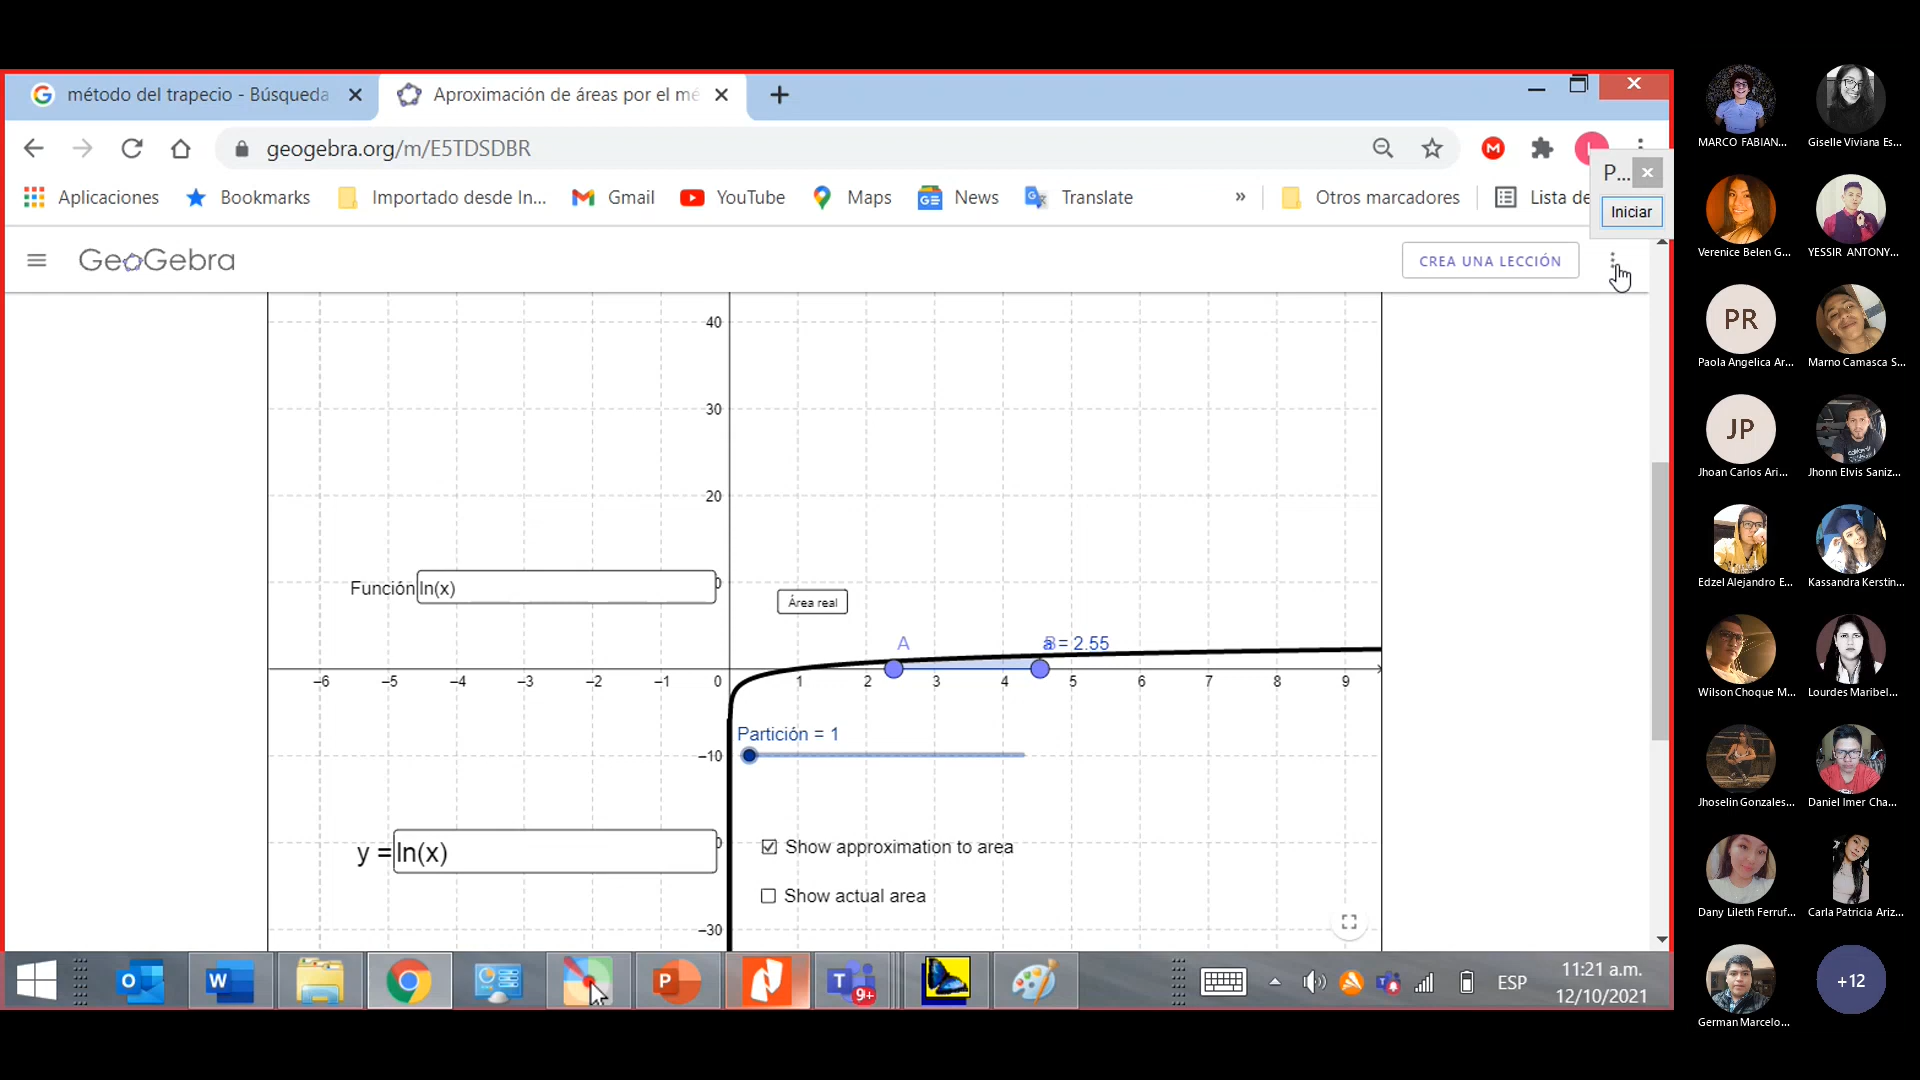 método del trapecio - Búsqueda
Aproximación de áreas por el mé
geogebra.org/m/E5TDSDBR
P...
Iniciar
Aplicaciones
Bookmarks
Importado desde In...
Gmail
YouTube
Maps
News
Translate
»
Otros marcadores
Lista de
GeoGebra
CREA UNA LECCIÓN
40
30
20
Función ln(x)
0
Área real
A
B
a = 2.55
–6 –5 –4 –3 –2 –1 0 1 2 3 4 5 6 7 8 9
Partición = 1
–10
y = ln(x)
0
Show approximation to area
Show actual area
–30
9+
ESP
11:21 a.m.
12/10/2021
MARCO FABIAN...
Giselle Viviana Es...
Verenice Belen G...
YESSIR ANTONY...
PR
Paola Angelica Ar...
Marno Camasca S...
JP
Jhoan Carlos Ari...
Jhonn Elvis Saniz...
Edzel Alejandro E...
Kassandra Kerstin...
Wilson Choque M...
Lourdes Maribel...
Jhoselin Gonzales...
Daniel Imer Cha...
Dany Lileth Ferruf...
Carla Patricia Ariz...
German Marcelo...
+12